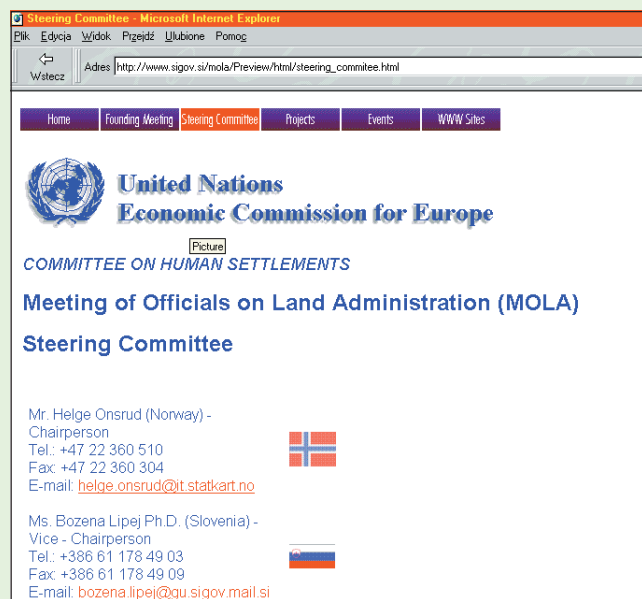 Steering Committee - Microsoft Internet Explorer
Plik Edycja Widok Przejdź Ulubione Pomoc
Wstecz
Adres http://www.sigov.si/mola/Preview/html/steering_commitee.html
Home Founding Meeting Steering Committee Projects Events WWW Sites
United Nations
Economic Commission for Europe
Picture
COMMITTEE ON HUMAN SETTLEMENTS
Meeting of Officials on Land Administration (MOLA)
Steering Committee
Mr. Helge Onsrud (Norway) -
Chairperson
Tel.: +47 22 360 510
Fax: +47 22 360 304
E-mail: helge.onsrud@it.statkart.no
Ms. Bozena Lipej Ph.D. (Slovenia) -
Vice - Chairperson
Tel.: +386 61 178 49 03
Fax: +386 61 178 49 09
E-mail: bozena.lipej@gu.sigov.mail.si